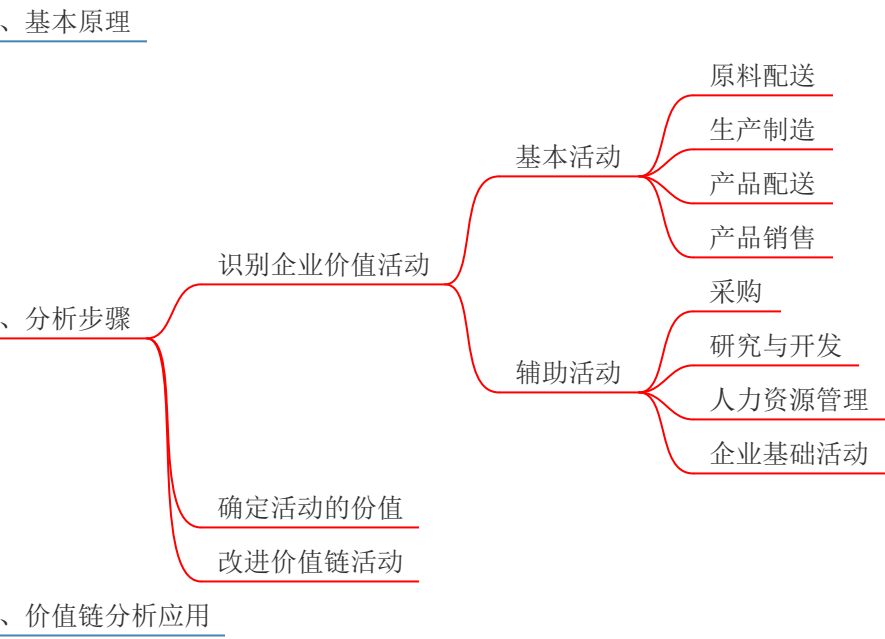 、基本原理
原料配送
生产制造
基本活动
产品配送
产品销售
识别企业价值活动
采购
、分析步骤
研究与开发
辅助活动
人力资源管理
企业基础活动
确定活动的份值
改进价值链活动
、价值链分析应用